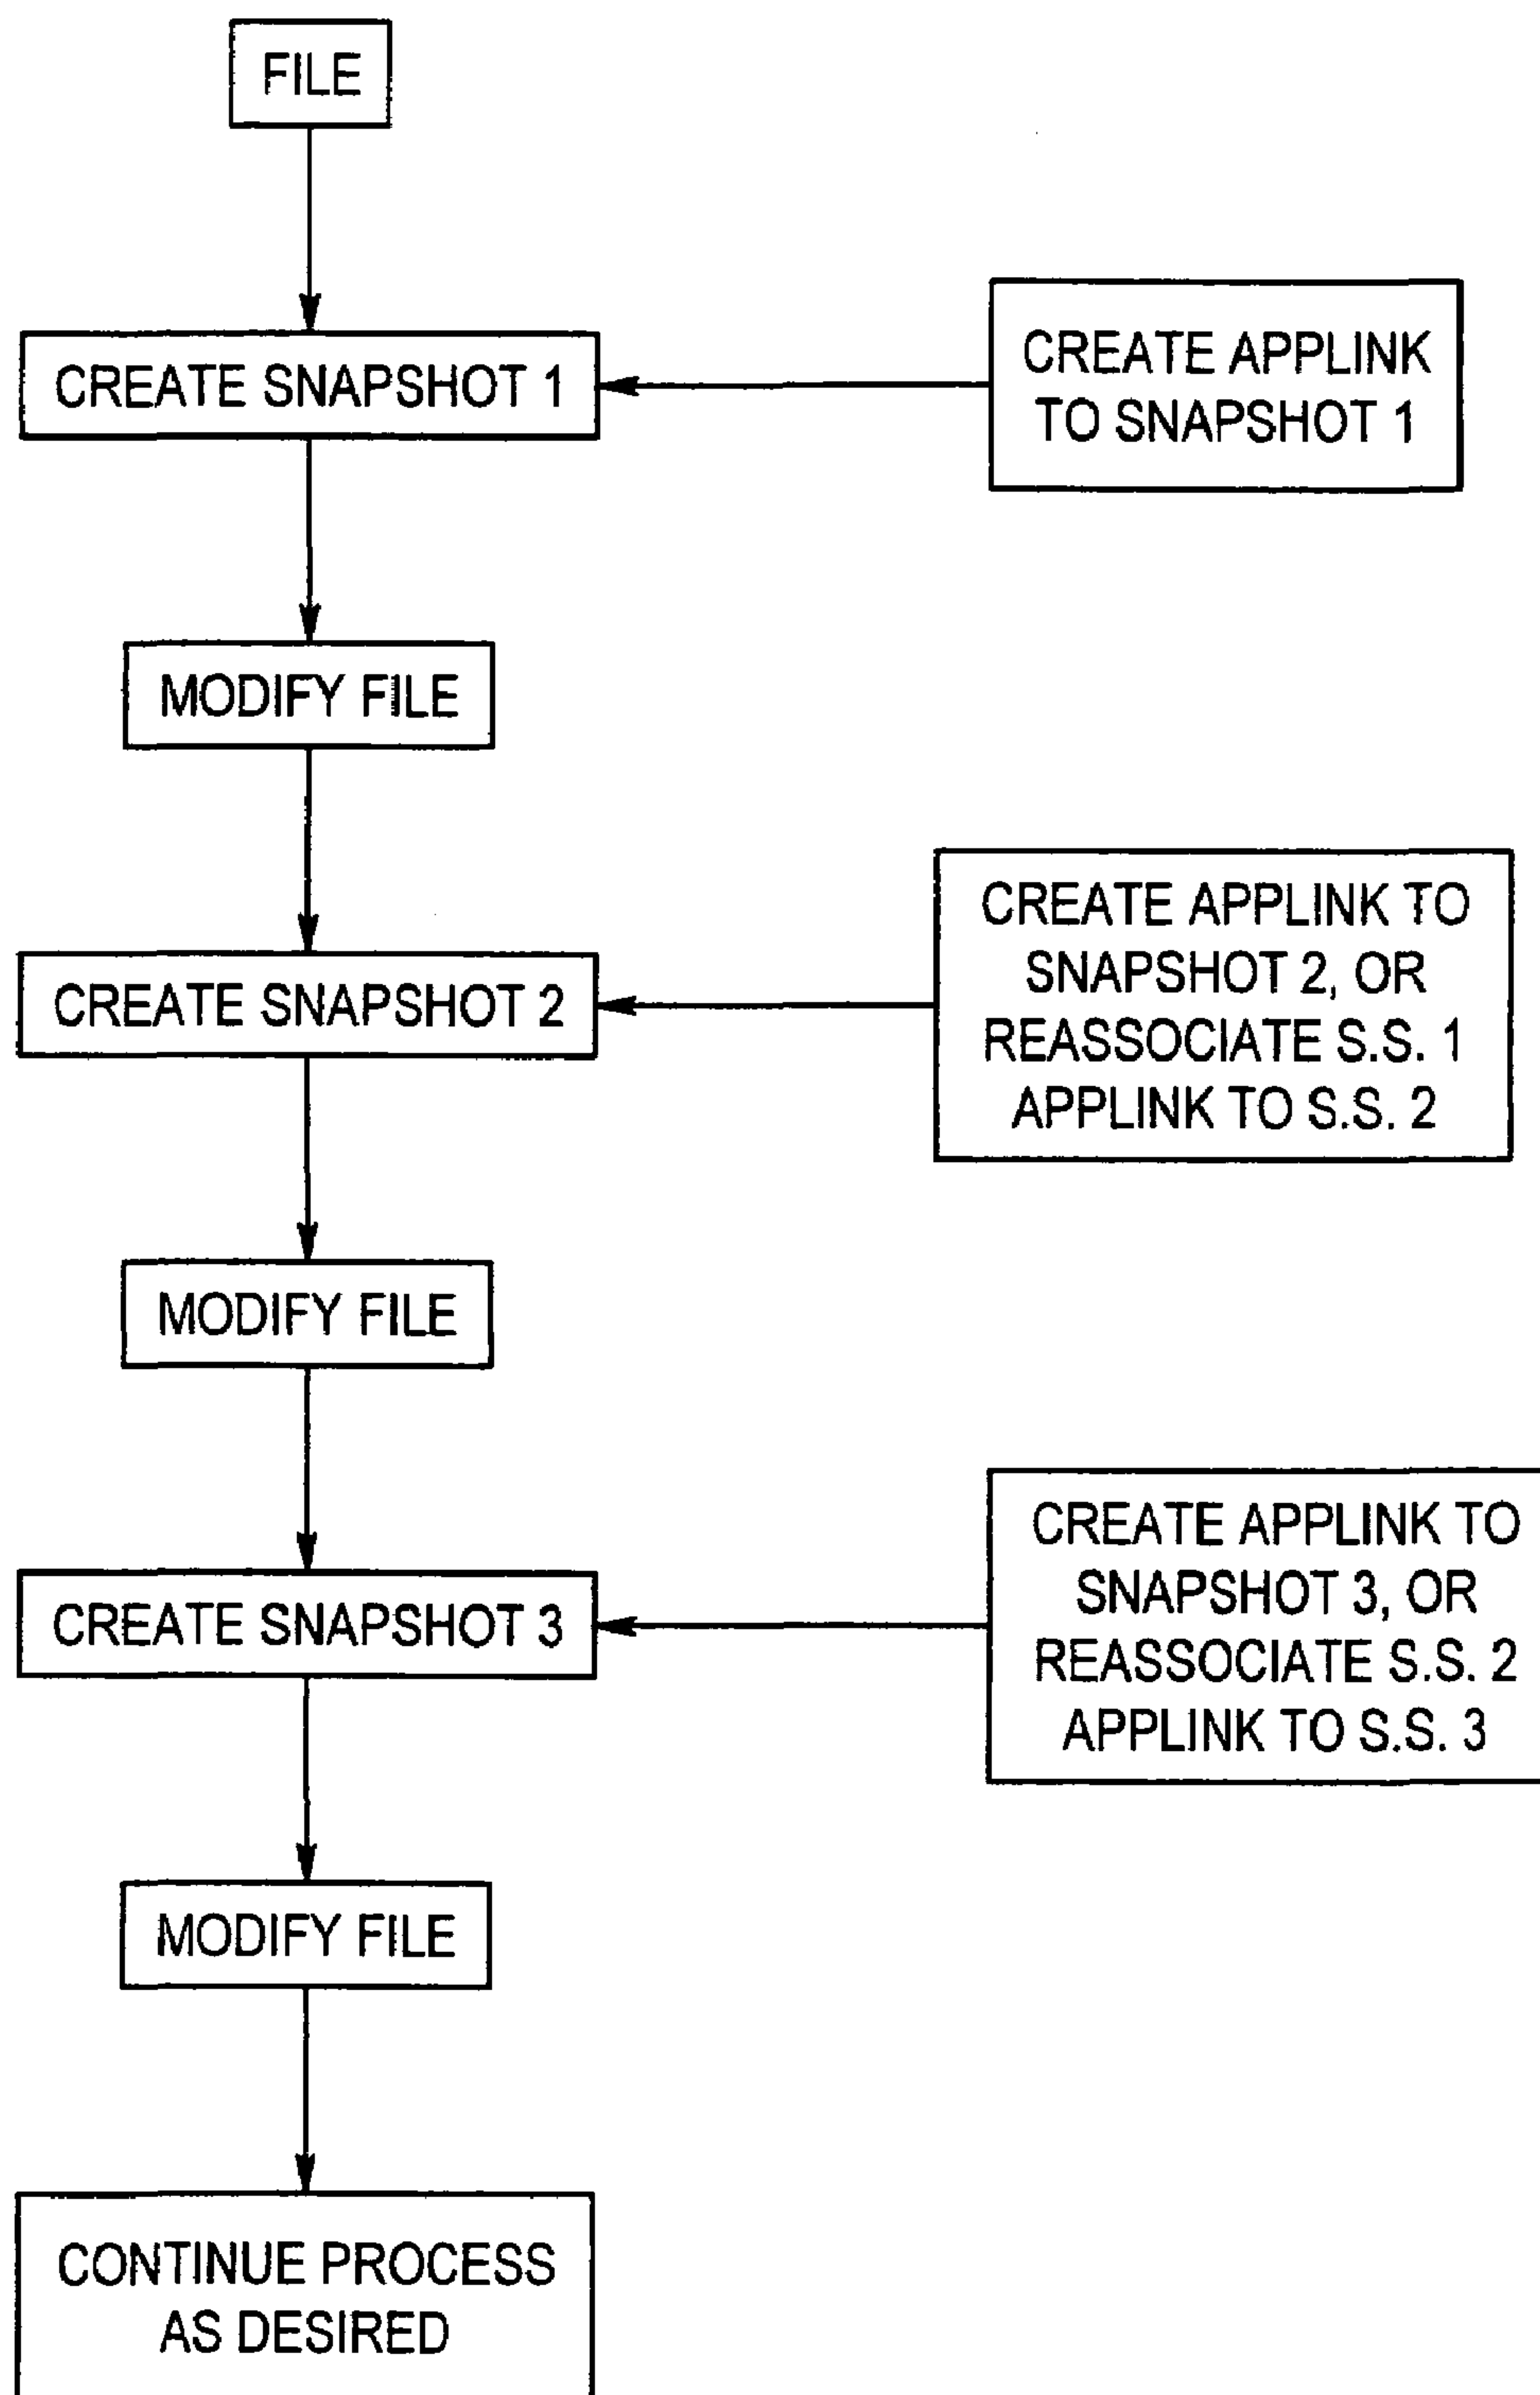 FILE
CREATE SNAPSHOT 1
CREATE APPLINK
TO SNAPSHOT 1
MODIFY FILE
CREATE SNAPSHOT 2
CREATE APPLINK TO
SNAPSHOT 2, OR
REASSOCIATE S.S. 1
APPLINK TO S.S. 2
MODIFY FILE
CREATE SNAPSHOT 3
CREATE APPLINK TO
SNAPSHOT 3, OR
REASSOCIATE S.S. 2
APPLINK TO S.S. 3
MODIFY FILE
CONTINUE PROCESS
AS DESIRED